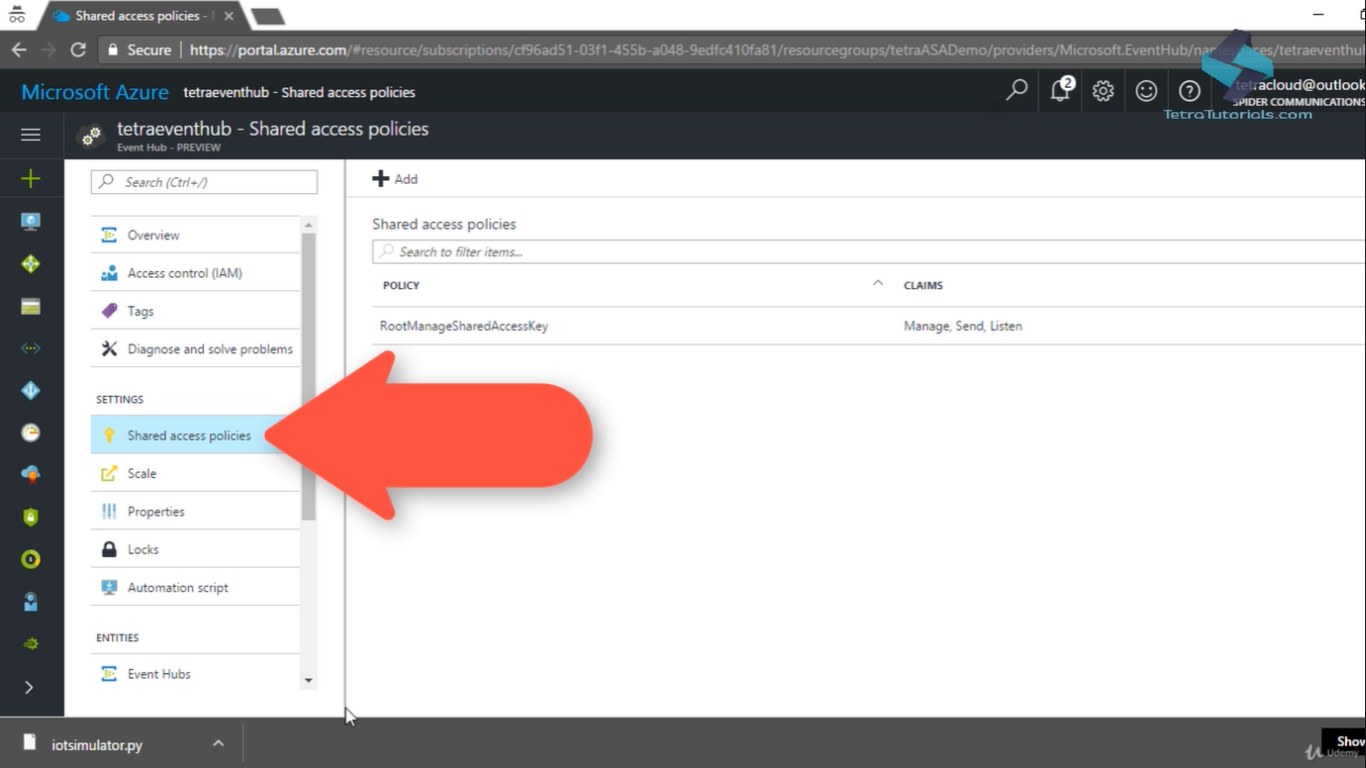 Shared access policies -
Secure | https://portal.azure.com/#resource/subscriptions/cf96ad51-03f1-455b-a048-9edfc410fa81/resourcegroups/tetraASADemo/providers/Microsoft.EventHub/namespaces/tetraeventhub
Microsoft Azure tetraeventhub - Shared access policies
2
tetracloud@outlook
SPIDER COMMUNICATIONS
TetraTutorials.com
tetraeventhub - Shared access policies
Event Hub - PREVIEW
Search (Ctrl+/)
Add
Overview
Access control (IAM)
Tags
Diagnose and solve problems
SETTINGS
Shared access policies
Scale
Properties
Locks
Automation script
ENTITIES
Event Hubs
Shared access policies
Search to filter items...
POLICY CLAIMS
RootManageSharedAccessKey Manage, Send, Listen
iotsimulator.py
Show
Udemy